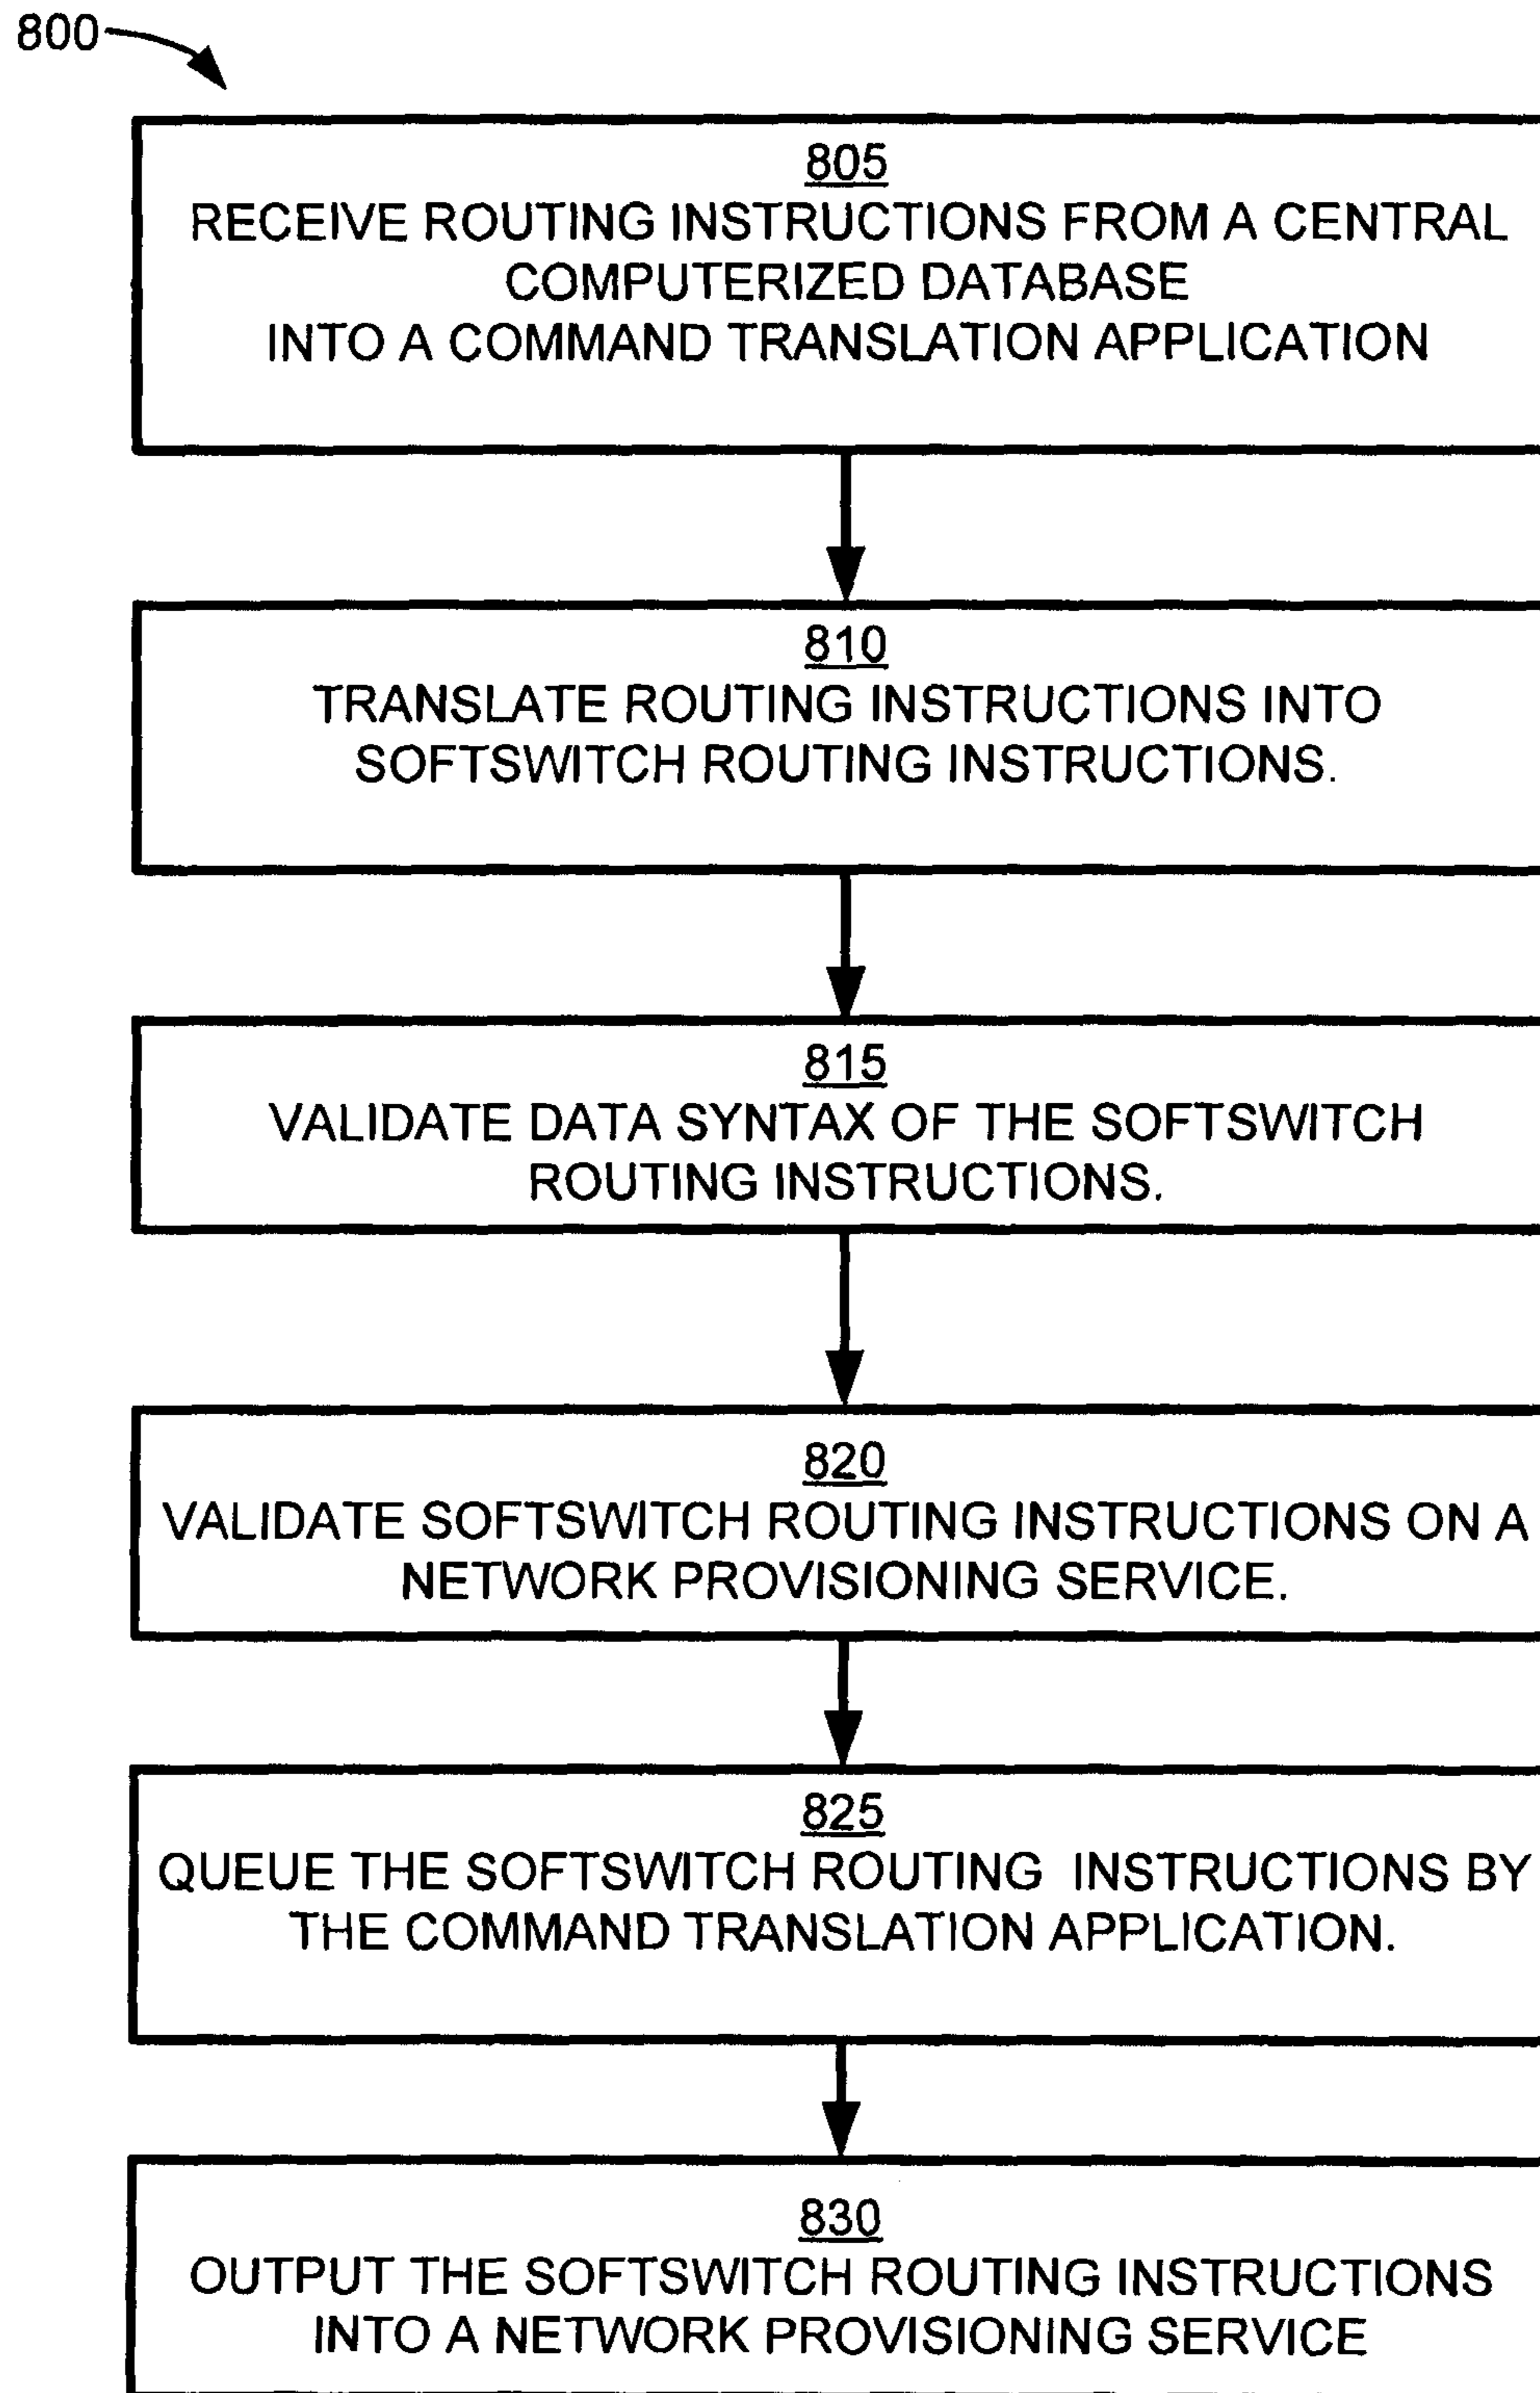 800
805
RECEIVE ROUTING INSTRUCTIONS FROM A CENTRAL
COMPUTERIZED DATABASE
INTO A COMMAND TRANSLATION APPLICATION
810
TRANSLATE ROUTING INSTRUCTIONS INTO
SOFTSWITCH ROUTING INSTRUCTIONS.
815
VALIDATE DATA SYNTAX OF THE SOFTSWITCH
ROUTING INSTRUCTIONS.
820
VALIDATE SOFTSWITCH ROUTING INSTRUCTIONS ON A
NETWORK PROVISIONING SERVICE.
825
QUEUE THE SOFTSWITCH ROUTING INSTRUCTIONS BY
THE COMMAND TRANSLATION APPLICATION.
830
OUTPUT THE SOFTSWITCH ROUTING INSTRUCTIONS
INTO A NETWORK PROVISIONING SERVICE